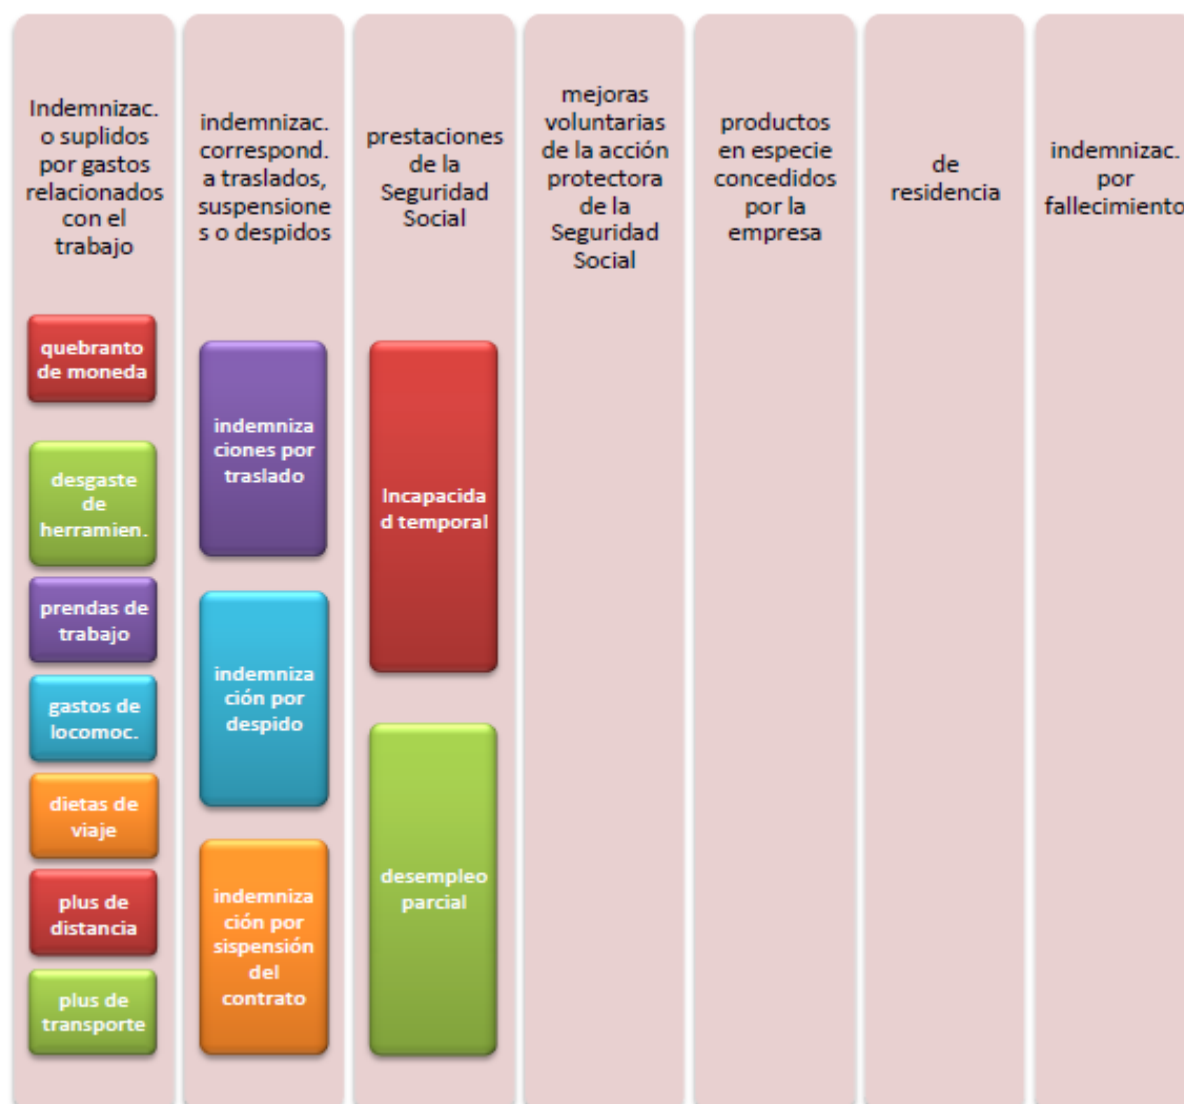 Indemnizac.
o suplidos
por gastos
relacionados
con el
trabajo
quebranto
de moneda
desgaste
de
herramien.
prendas de
trabajo
gastos de
locomoc.
dietas de
viaje
plus de
distancia
plus de
transporte
indemnizac.
correspond.
a traslados,
suspensione
s o despidos
indemniza
ciones por
traslado
indemniza
ción por
despido
indemniza
ción por
sispensión
del
contrato
prestaciones
de la
Seguridad
Social
Incapacida
d temporal
desempleo
parcial
mejoras
voluntarias
de la acción
protectora
de la
Seguridad
Social
productos
en especie
concedidos
por la
empresa
de
residencia
indemnizac.
por
fallecimiento